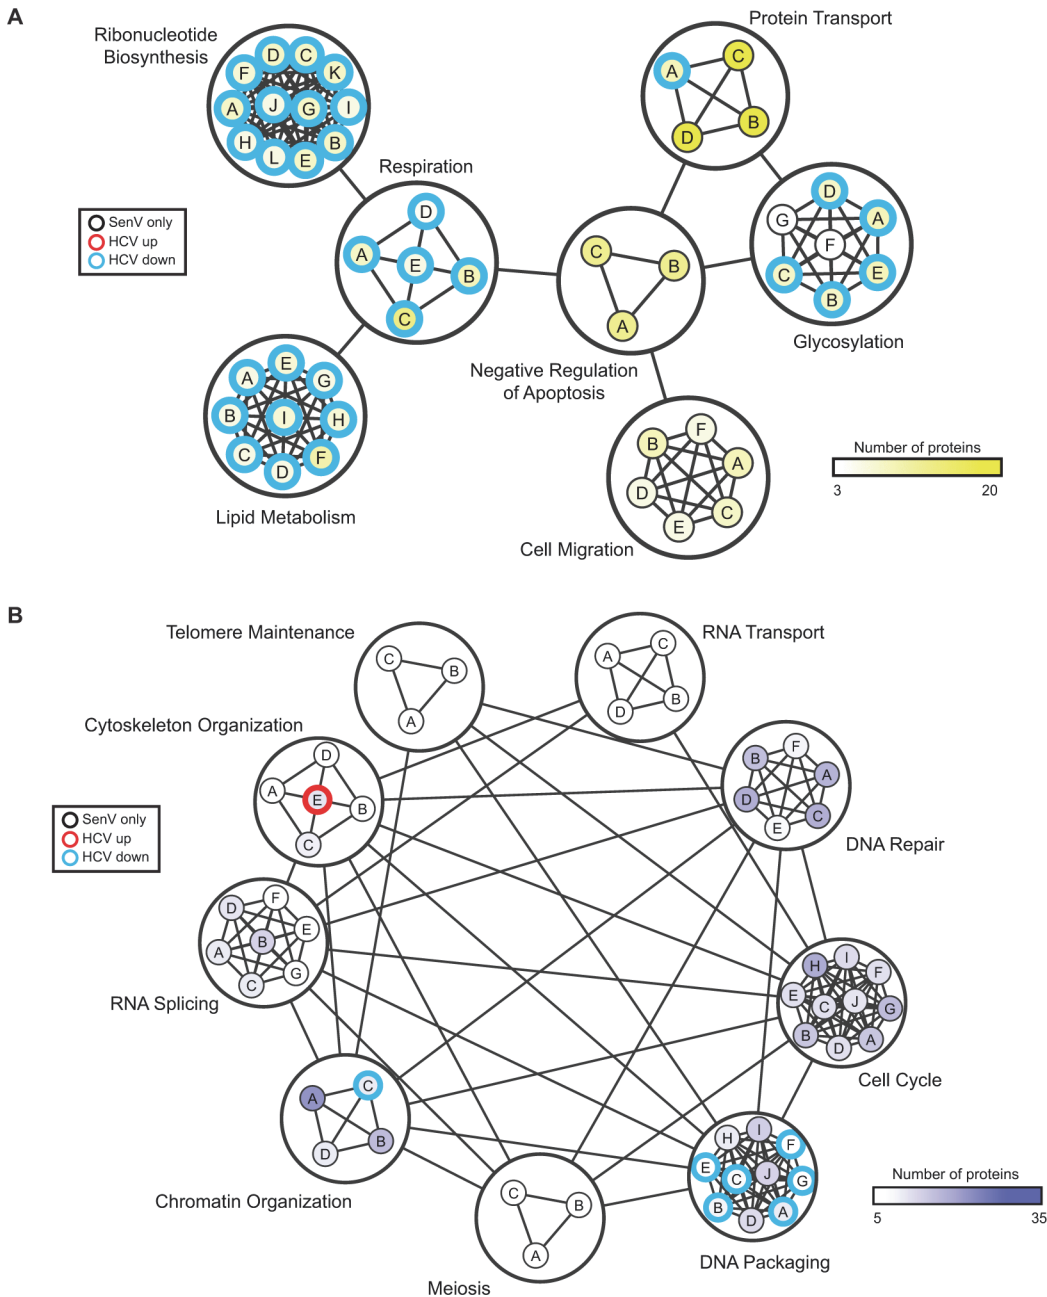 A
Ribonucleotide
Biosynthesis
D
C
F
K
A
J
G
I
H
L
E
B
Respiration
D
A
E
B
C
Protein Transport
A
C
B
D
SenV only
HCV up
HCV down
C
B
A
Negative Regulation
of Apoptosis
D
G
A
F
C
E
B
Glycosylation
E
A
G
B
I
H
C
F
D
Lipid Metabolism
F
B
A
D
C
E
Cell Migration
Number of proteins
3
20
B
Telomere Maintenance
C
B
A
RNA Transport
C
A
B
D
Cytoskeleton Organization
D
A
E
B
C
F
B
A
D
C
E
DNA Repair
SenV only
HCV up
HCV down
F
D
E
B
A
G
C
RNA Splicing
I
H
F
E
C
J
G
B
A
D
Cell Cycle
C
A
B
D
Chromatin Organization
C
B
A
Meiosis
I
H
F
E
C
J
G
B
A
D
DNA Packaging
Number of proteins
5
35